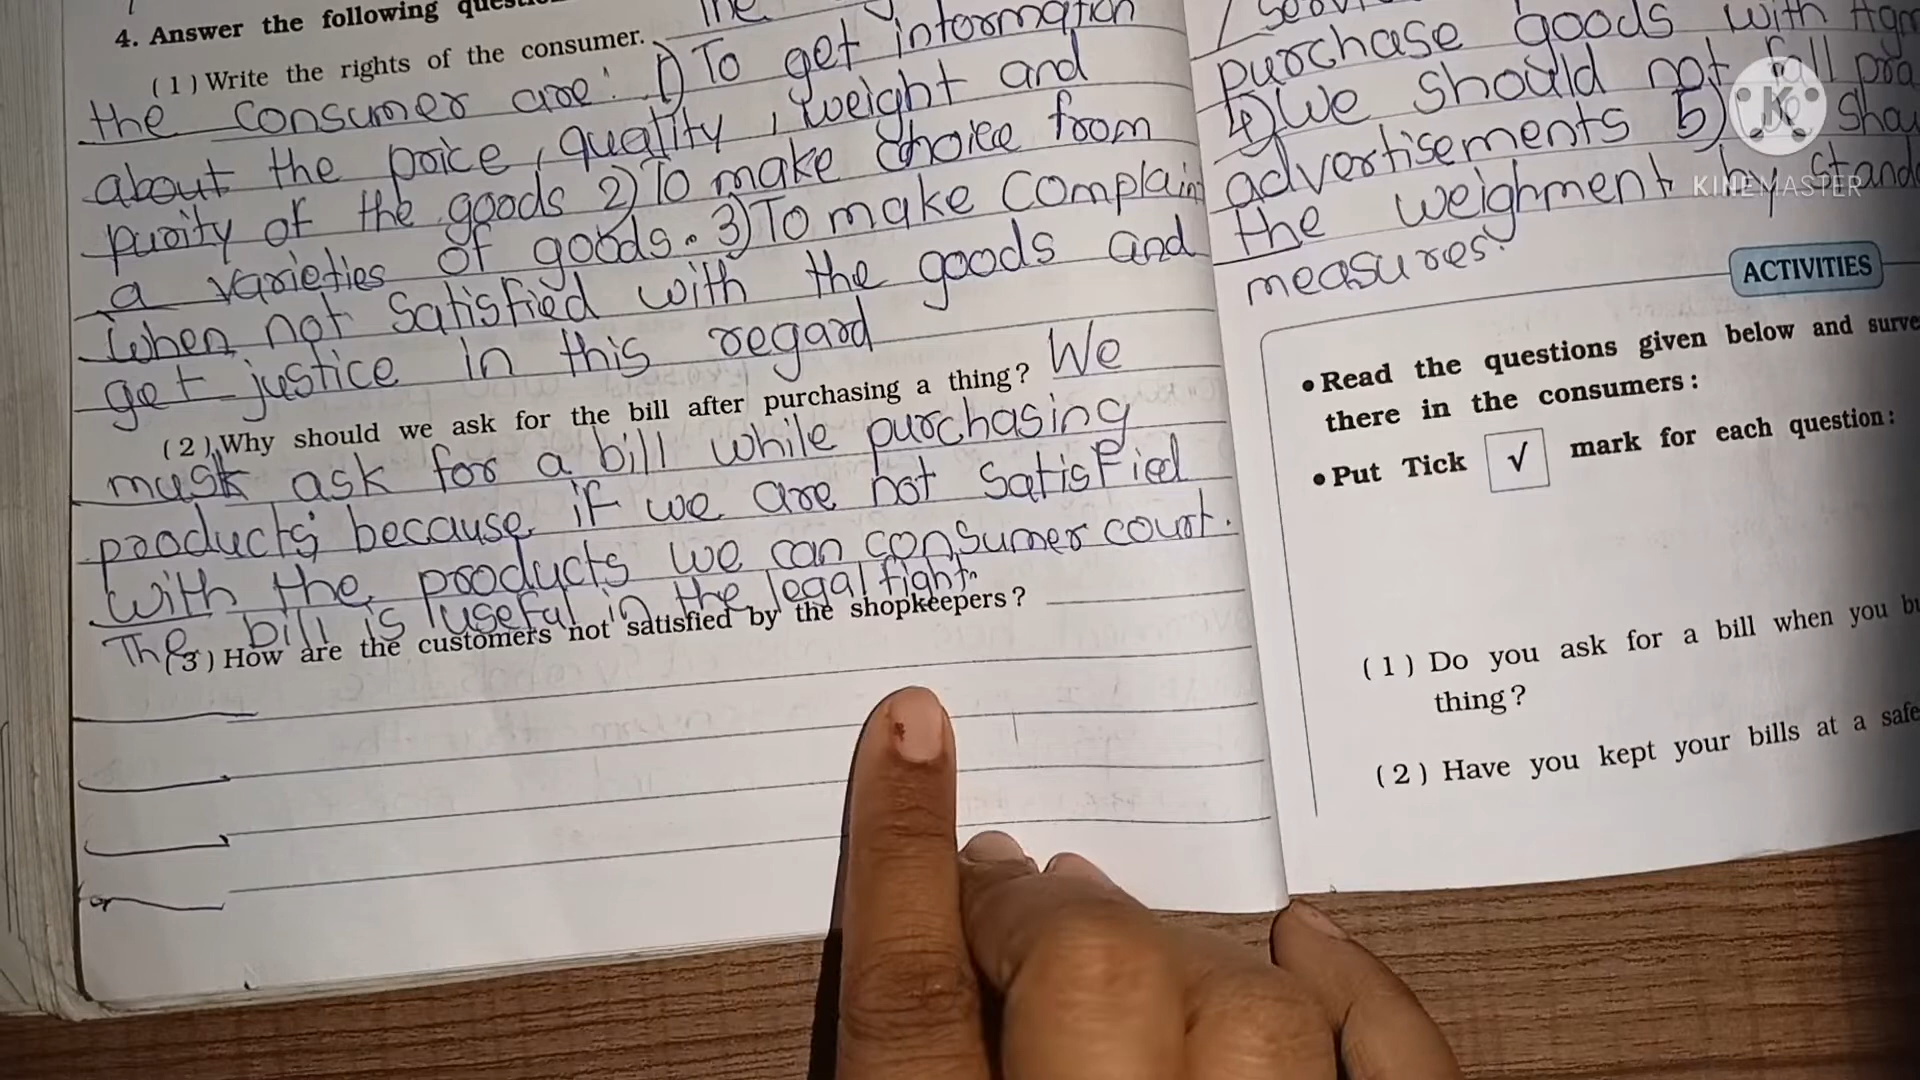 4. Answer the following
(1) Write the rights of the consumer. The
the consumer are: 1) To get information
about the price, quality, weight and
purity of the goods 2) To make choice from
a varieties of goods. 3) To make complain
when not satisfied with the goods and
get justice in this regard
(2) Why should we ask for the bill after purchasing a thing? We
must ask for a bill while purchasing
products; because if we are not satisfied
with the products we can consumer court.
The bill is useful in the legal fight.
(3) How are the customers not satisfied by the shopkeepers?
purchase goods with Agm
4) We should not fall pra
advertisements 5) We Shou
the weighment by Stand
measures.
K
KINEMASTER
ACTIVITIES
• Read the questions given below and surve
there in the consumers :
• Put Tick √ mark for each question :
(1) Do you ask for a bill when you bu
thing?
(2) Have you kept your bills at a safe